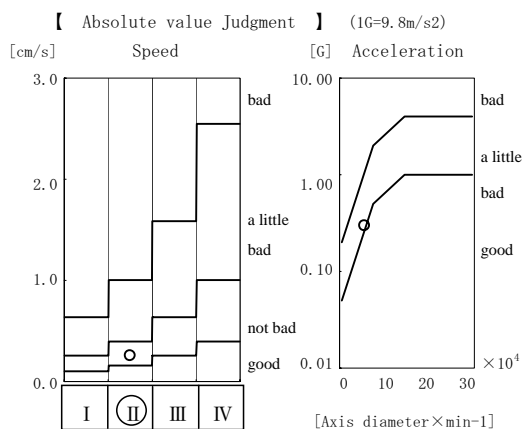 【 Absolute value Judgment 】 (1G=9.8m/s2)
[cm/s] Speed
3.0
2.0
1.0
0.0
bad
a little
bad
not bad
good
I Ⅱ Ⅲ Ⅳ
[G] Acceleration
10.00
1.00
0.10
0.01
bad
a little
bad
good
×10⁴
0 10 20 30
[Axis diameter×min-1]